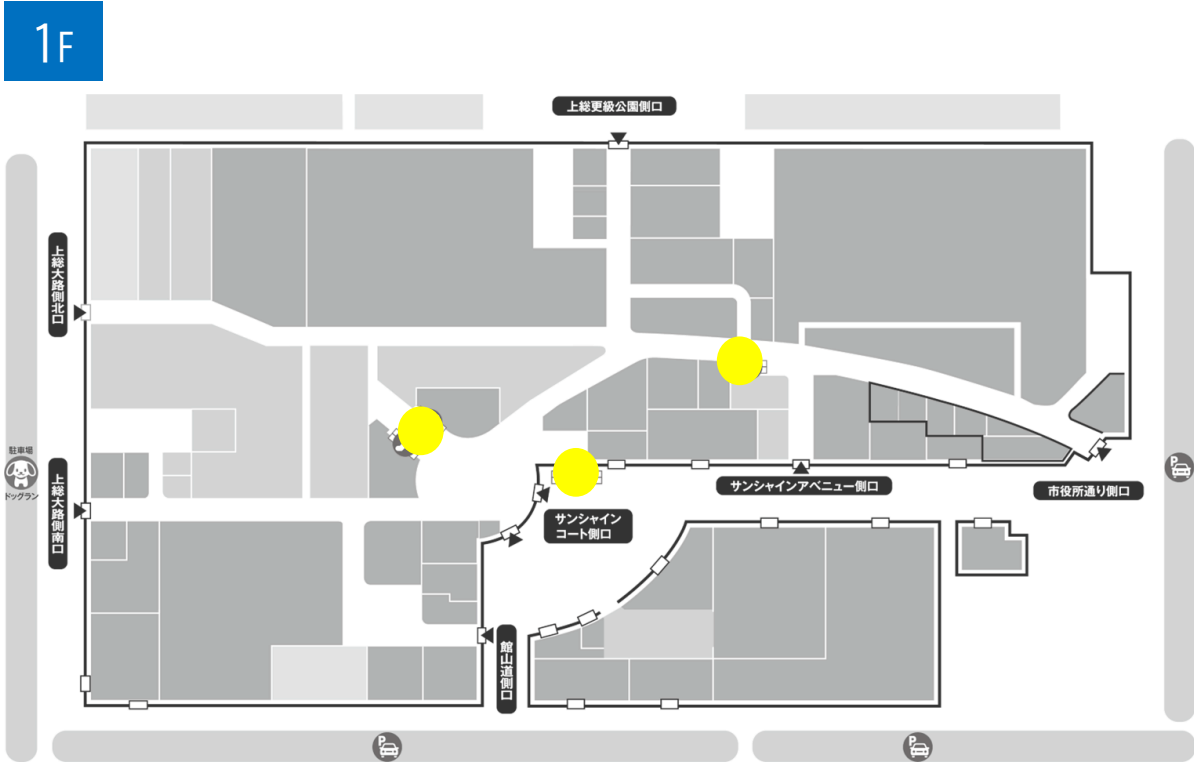 1F
上総更級公園側口
上総大路側北口
駐車場
ドッグラン
上総大路側南口
サンシャイン
コート側口
サンシャインアベニュー側口
市役所通り側口
P
館山道側口
P
P